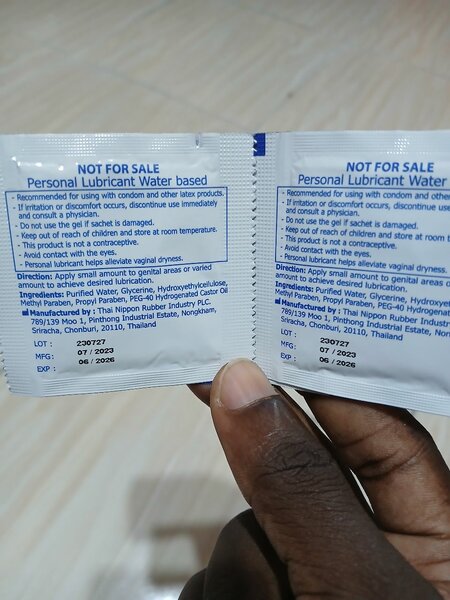 NOT FOR SALE
Personal Lubricant Water based
- Recommended for using with condom and other latex products.
- If irritation or discomfort occurs, discontinue use immediately
and consult a physician.
- Do not use the gel if sachet is damaged.
- Keep out of reach of children and store at room temperature.
- This product is not a contraceptive.
- Avoid contact with the eyes.
- Personal lubricant helps alleviate vaginal dryness.
Direction: Apply small amount to genital areas or varied
amount to achieve desired lubrication.
Ingredients: Purified Water, Glycerine, Hydroxyethylcellulose,
Methyl Paraben, Propyl Paraben, PEG-40 Hydrogenated Castor Oil
Manufactured by : Thai Nippon Rubber Industry PLC.
789/139 Moo 1, Pinthong Industrial Estate, Nongkham,
Sriracha, Chonburi, 20110, Thailand
LOT : 230727
MFG: 07 / 2023
EXP : 06 / 2026
NOT FOR SALE
Personal Lubricant Water
- Recommended for using with condom and other
- If irritation or discomfort occurs, discontinue use
and consult a physician.
- Do not use the gel if sachet is damaged.
- Keep out of reach of children and store at room
- This product is not a contraceptive.
- Avoid contact with the eyes.
- Personal lubricant helps alleviate vaginal dryness.
Direction: Apply small amount to genital areas or
amount to achieve desired lubrication.
Ingredients: Purified Water, Glycerine,
Methyl Paraben, Propyl Paraben, PEG-40
Manufactured by : Thai Nippon Rubber Industry
789/139 Moo 1, Pinthong Industrial Estate,
Sriracha, Chonburi, 20110, Thailand
LOT : 230727
MFG: 07 / 2023
EXP : 06 / 2026